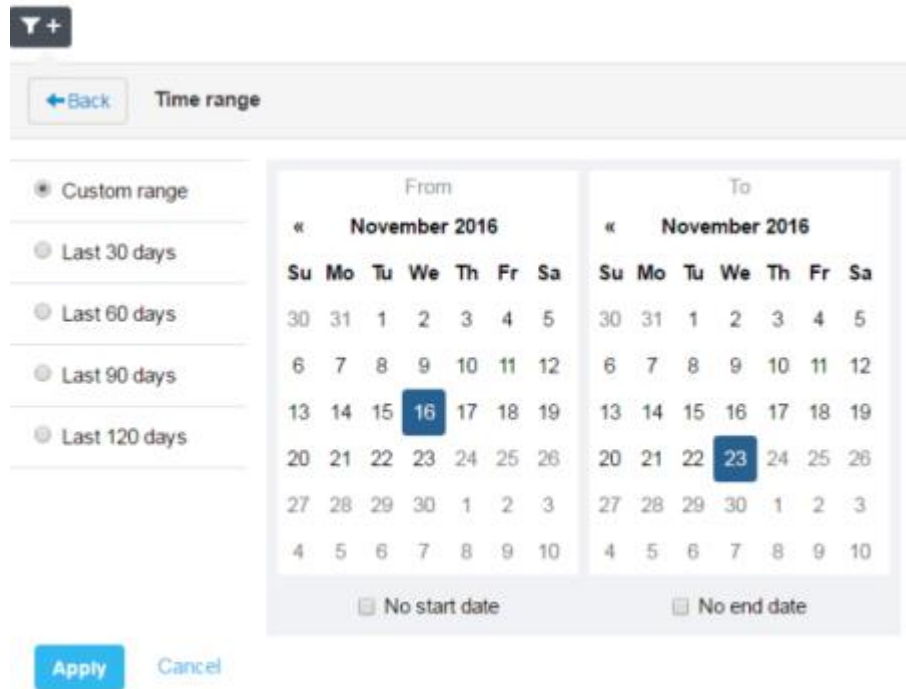 +
Back Time range
Custom range
Last 30 days
Last 60 days
Last 90 days
Last 120 days
From
« November 2016
Su Mo Tu We Th Fr Sa
30 31 1 2 3 4 5
6 7 8 9 10 11 12
13 14 15 16 17 18 19
20 21 22 23 24 25 26
27 28 29 30 1 2 3
4 5 6 7 8 9 10
No start date
To
« November 2016
Su Mo Tu We Th Fr Sa
30 31 1 2 3 4 5
6 7 8 9 10 11 12
13 14 15 16 17 18 19
20 21 22 23 24 25 26
27 28 29 30 1 2 3
4 5 6 7 8 9 10
No end date
Apply Cancel